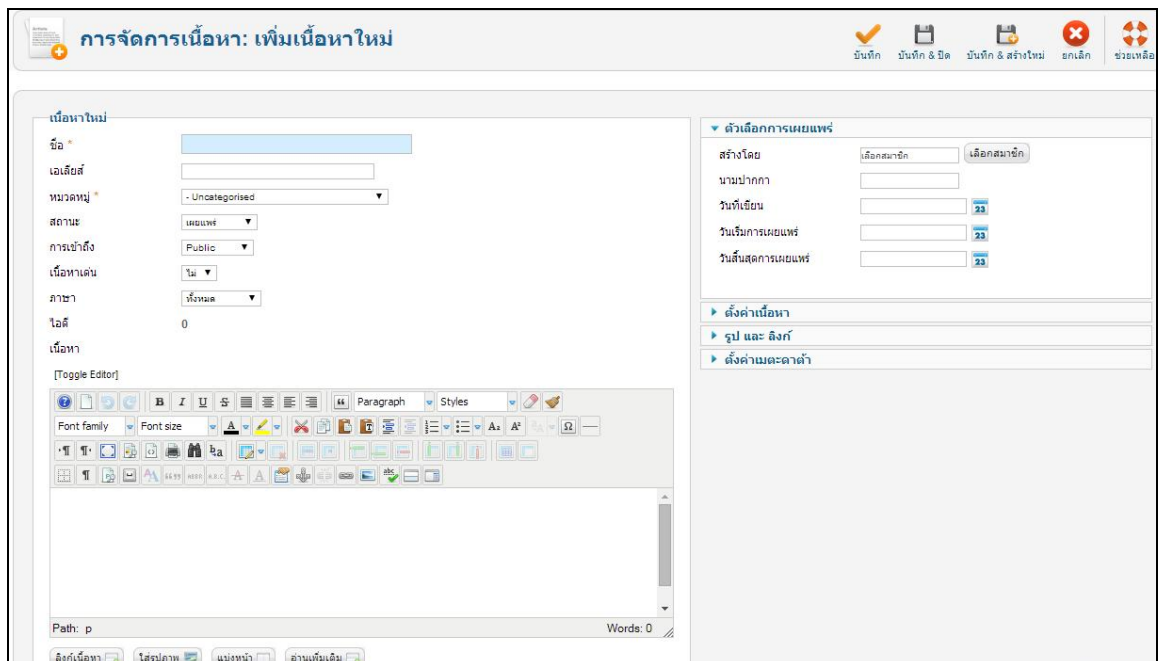 การจัดการเนื้อหา: เพิ่มเนื้อหาใหม่
บันทึก บันทึก & ปิด บันทึก & สร้างใหม่ ยกเลิก ช่วยเหลือ
เนื้อหาใหม่
ชื่อ *
เอเลียส์
หมวดหมู่ * - Uncategorised
สถานะ เผยแพร่
การเข้าถึง Public
เนื้อหาเด่น ไม่
ภาษา ทั้งหมด
ไอดี 0
เนื้อหา
[Toggle Editor]
B I U S Paragraph Styles
Font family Font size
Path: p Words: 0
ลิงก์เนื้อหา ใส่รูปภาพ แบ่งหน้า อ่านเพิ่มเติม
ตัวเลือกการเผยแพร่
สร้างโดย เลือกสมาชิก เลือกสมาชิก
นามปากกา
วันที่เขียน 23
วันเริ่มการเผยแพร่ 23
วันสิ้นสุดการเผยแพร่ 23
ตั้งค่าเนื้อหา
รูป และ ลิงก์
ตั้งค่าเมตะดาต้า